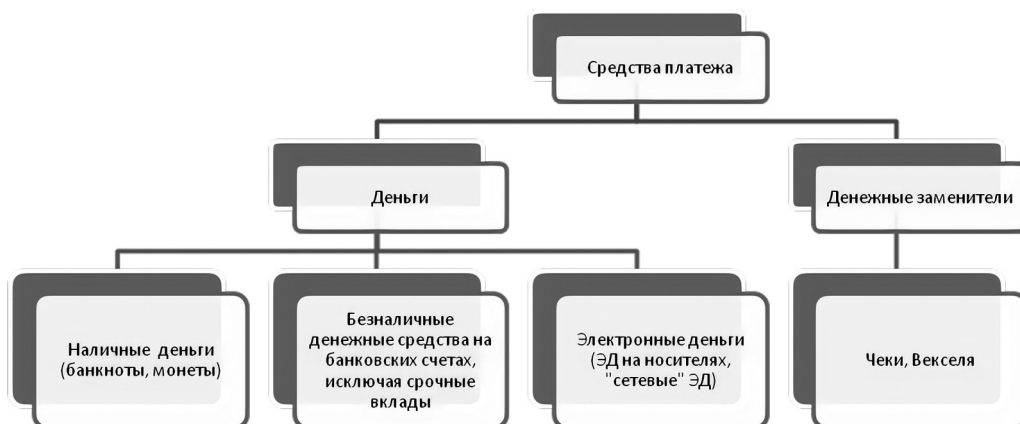 Средства платежа
Деньги
Денежные заменители
Наличные деньги
(банкноты, монеты)
Безналичные
денежные средства на
банковских счетах,
исключая срочные
вклады
Электронные деньги
(ЭД на носителях,
"сетевые" ЭД)
Чеки, Векселя